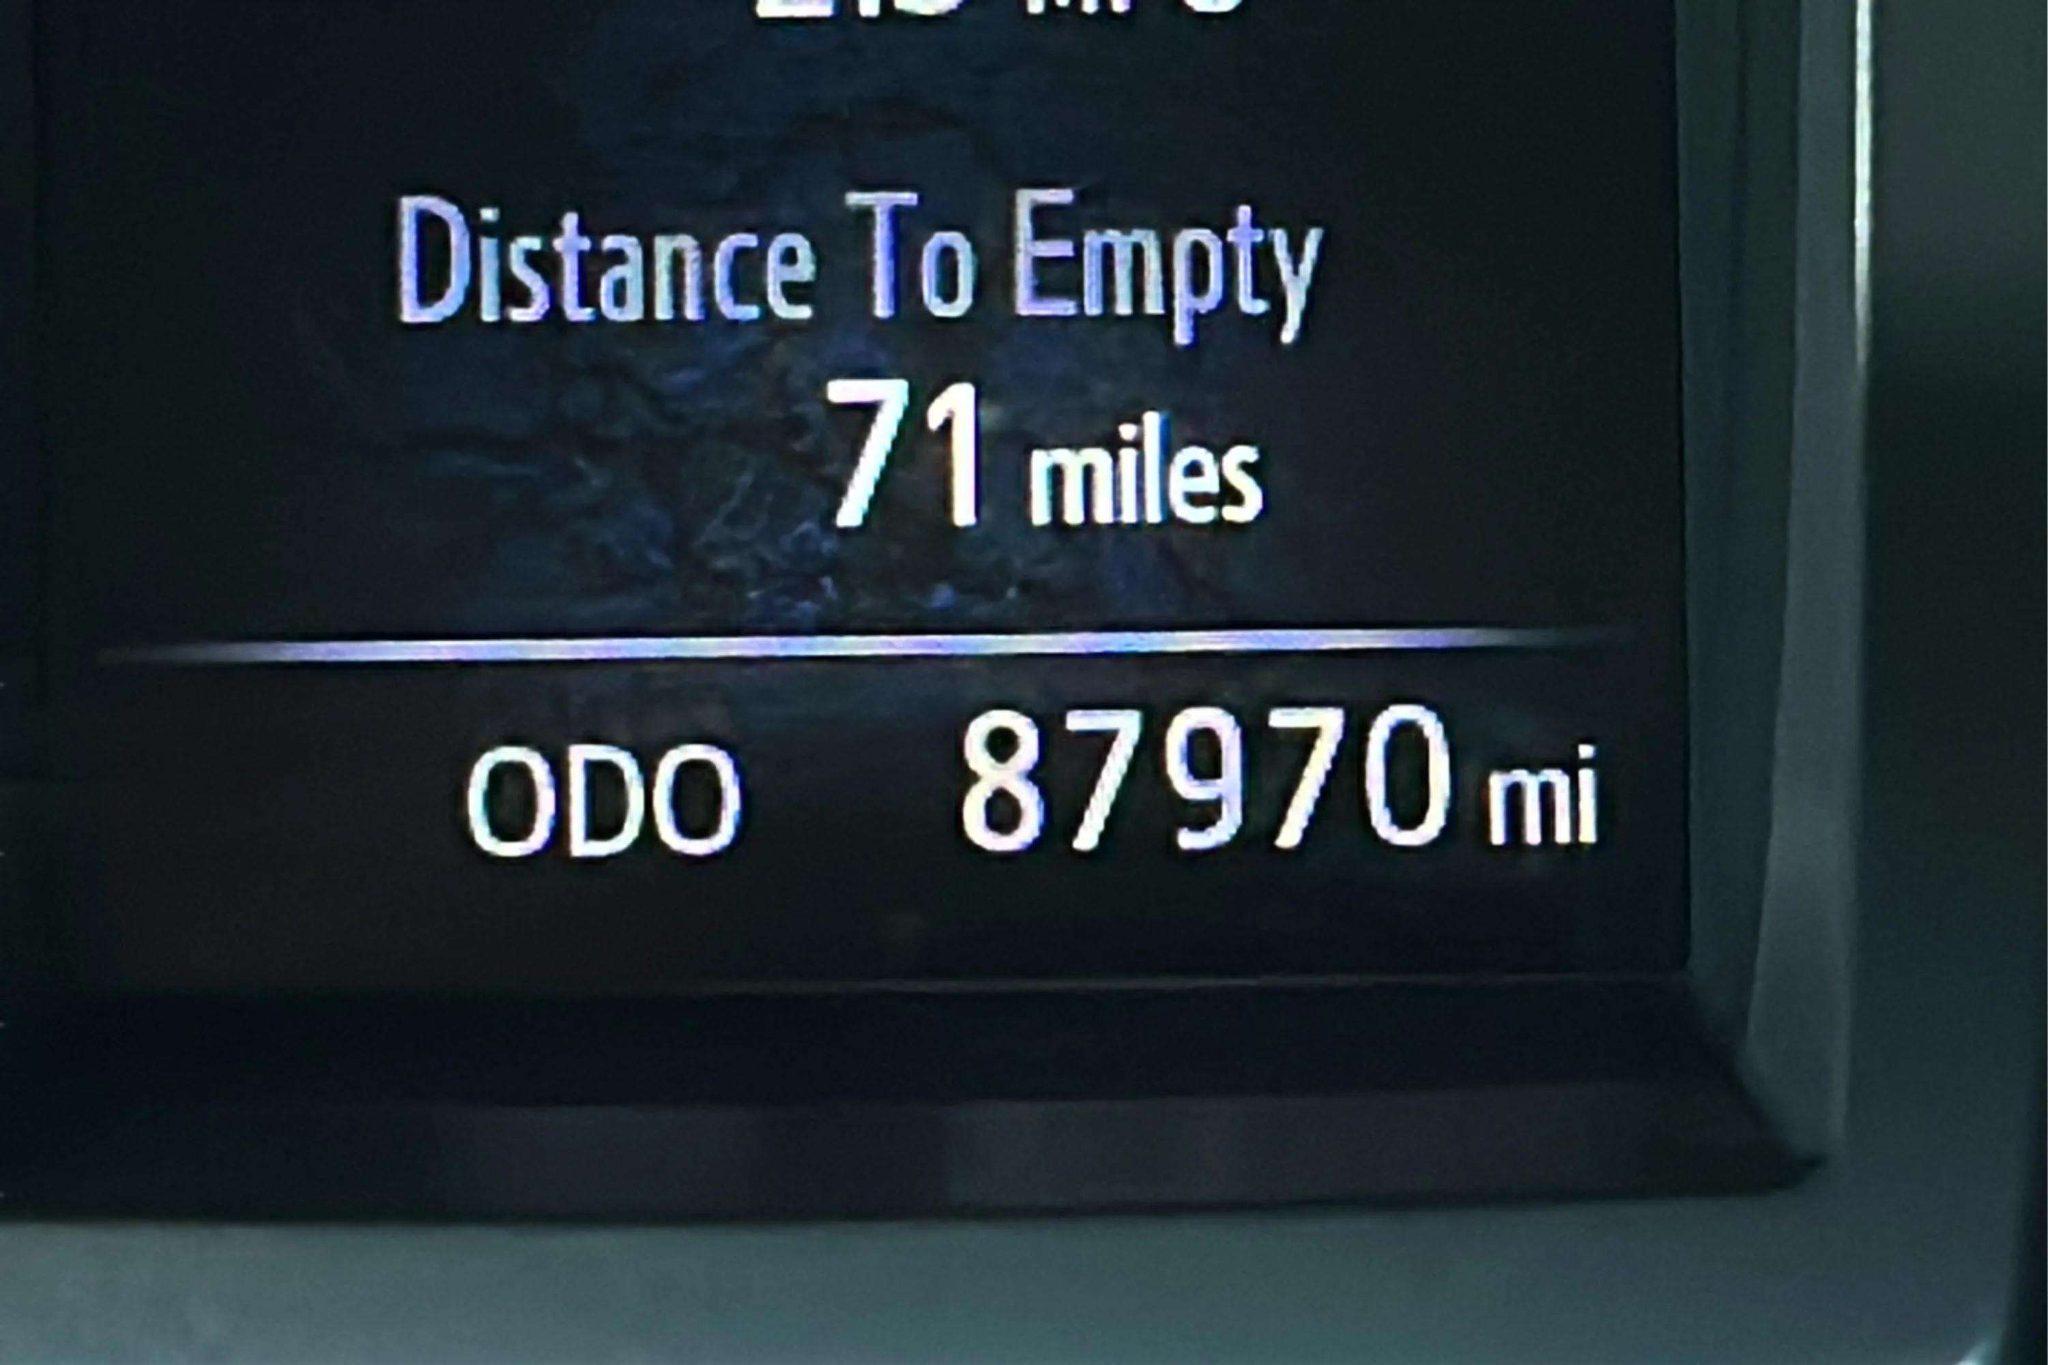 Distance To Empty
71 miles
ODO 87970 mi